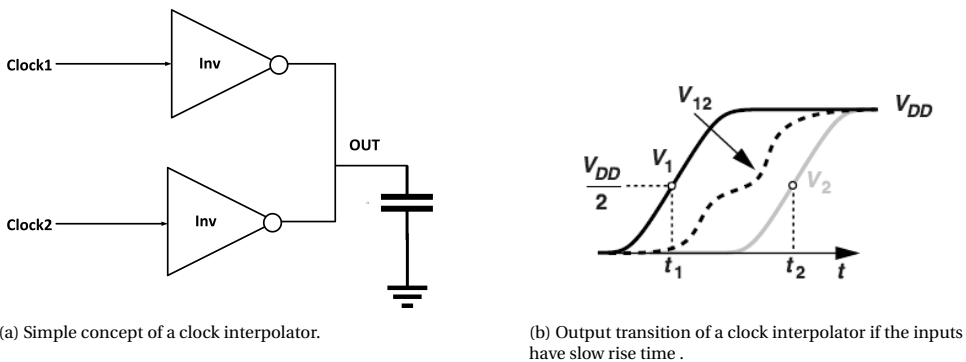 Clock1
Inv
OUT
Clock2
Inv
V12
VDD
V1
VDD
2
V2
t1
t2
t
(a) Simple concept of a clock interpolator.
(b) Output transition of a clock interpolator if the inputs
have slow rise time .